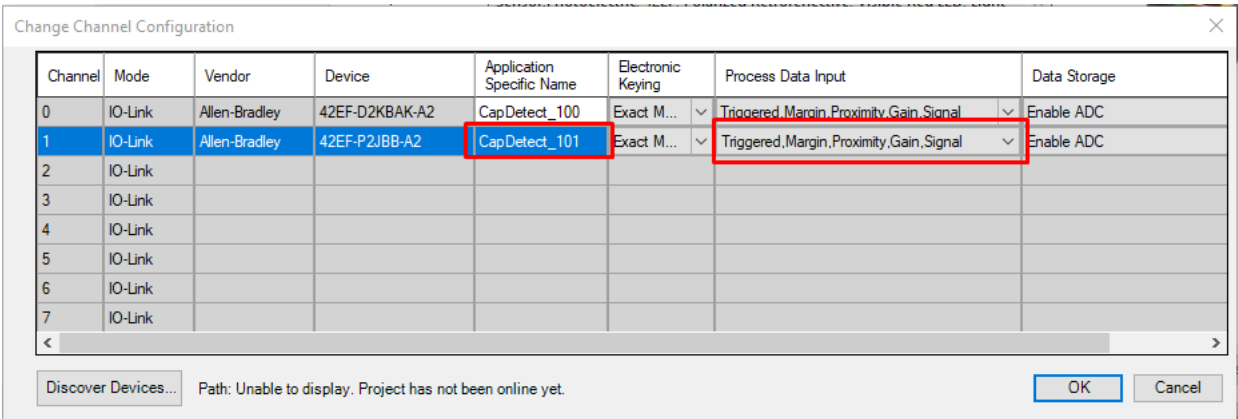 Change Channel Configuration
Channel Mode Vendor Device Application Specific Name Electronic Keying Process Data Input Data Storage
0 IO-Link Allen-Bradley 42EF-D2KBAK-A2 CapDetect_100 Exact M... Triggered,Margin,Proximity,Gain,Signal Enable ADC
1 IO-Link Allen-Bradley 42EF-P2JBB-A2 CapDetect_101 Exact M... Triggered,Margin,Proximity,Gain,Signal Enable ADC
2 IO-Link
3 IO-Link
4 IO-Link
5 IO-Link
6 IO-Link
7 IO-Link
Discover Devices... Path: Unable to display. Project has not been online yet. OK Cancel